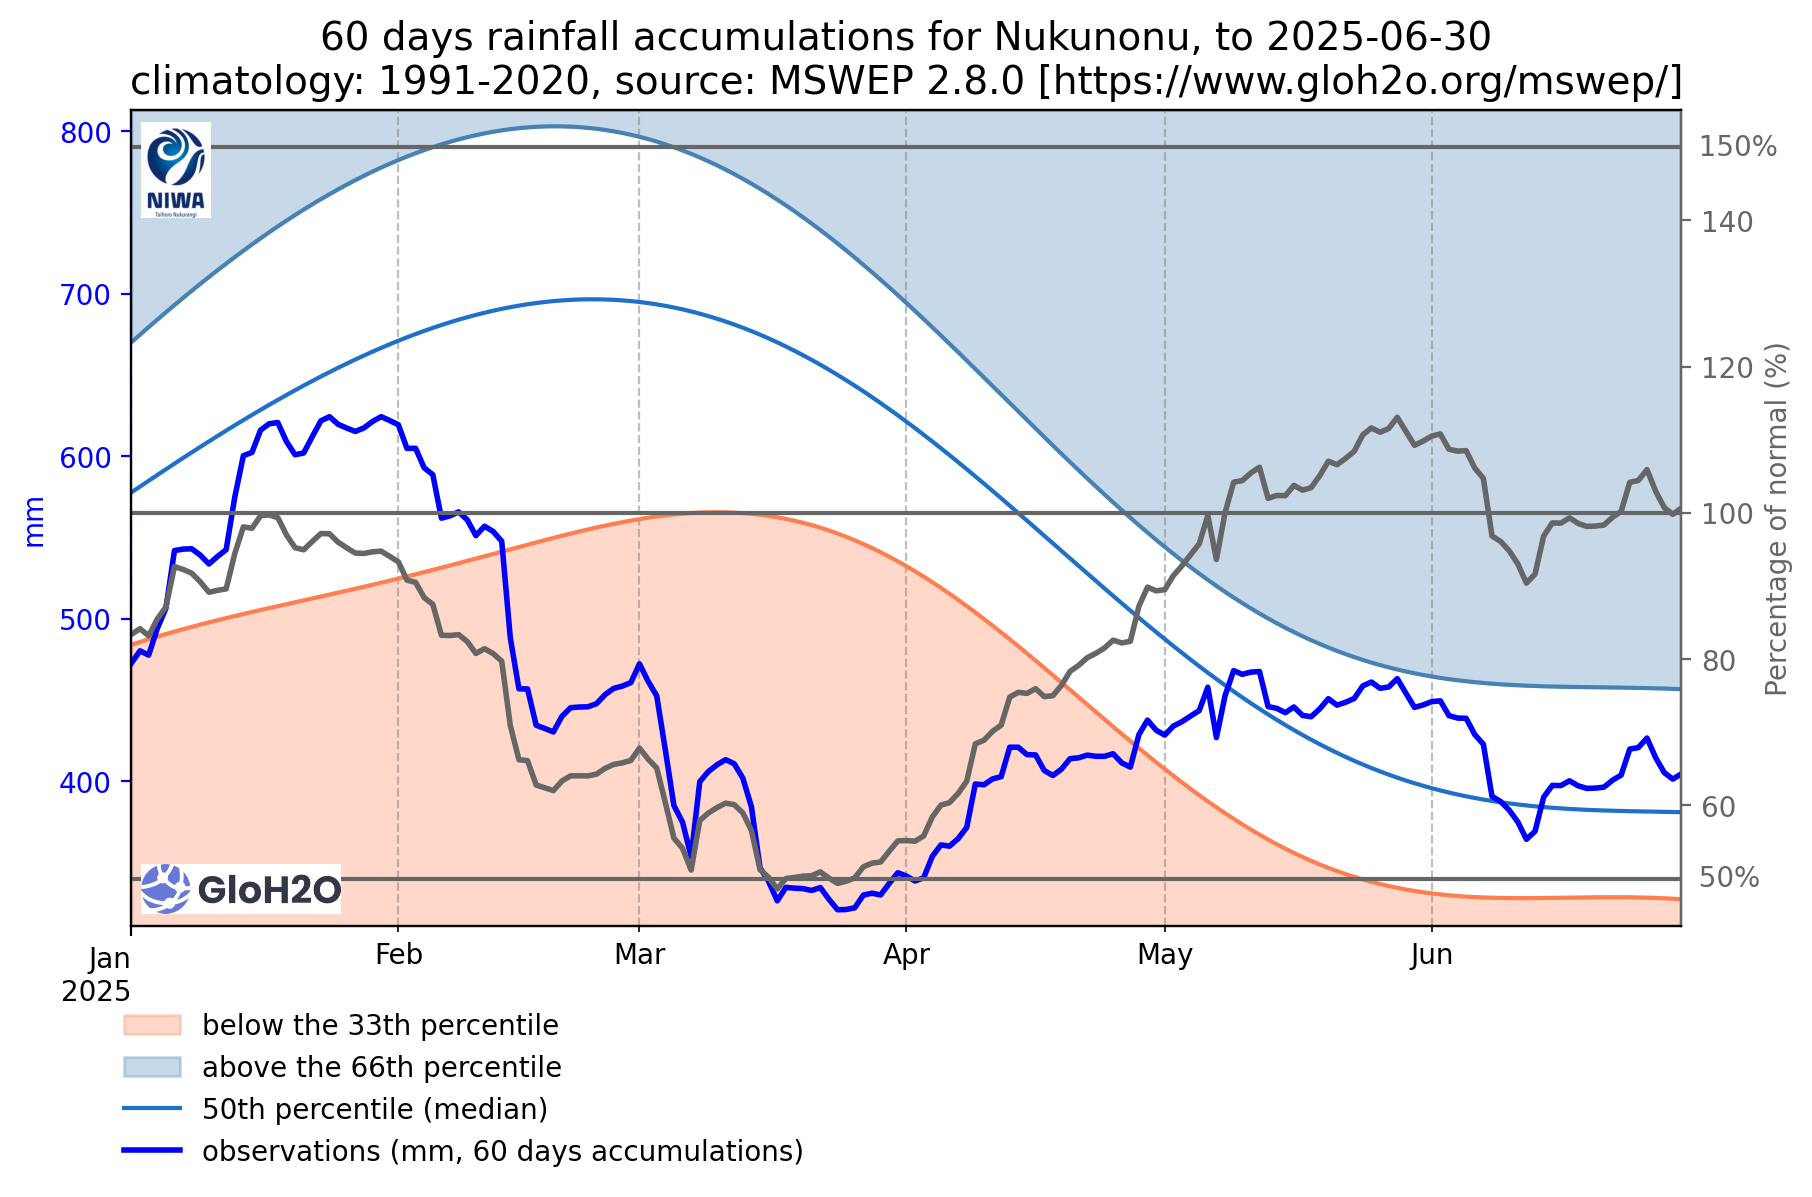 60 days rainfall accumulations for Nukunonu, to 2025-06-30
climatology: 1991-2020, source: MSWEP 2.8.0 [https://www.gloh2o.org/mswep/]
800
700
600
500
400
mm
150%
140
120
100
80
60
50%
Percentage of normal (%)
NIWA
Taihoro Nukurangi
GloH2O
Jan
2025
Feb
Mar
Apr
May
Jun
below the 33th percentile
above the 66th percentile
50th percentile (median)
observations (mm, 60 days accumulations)